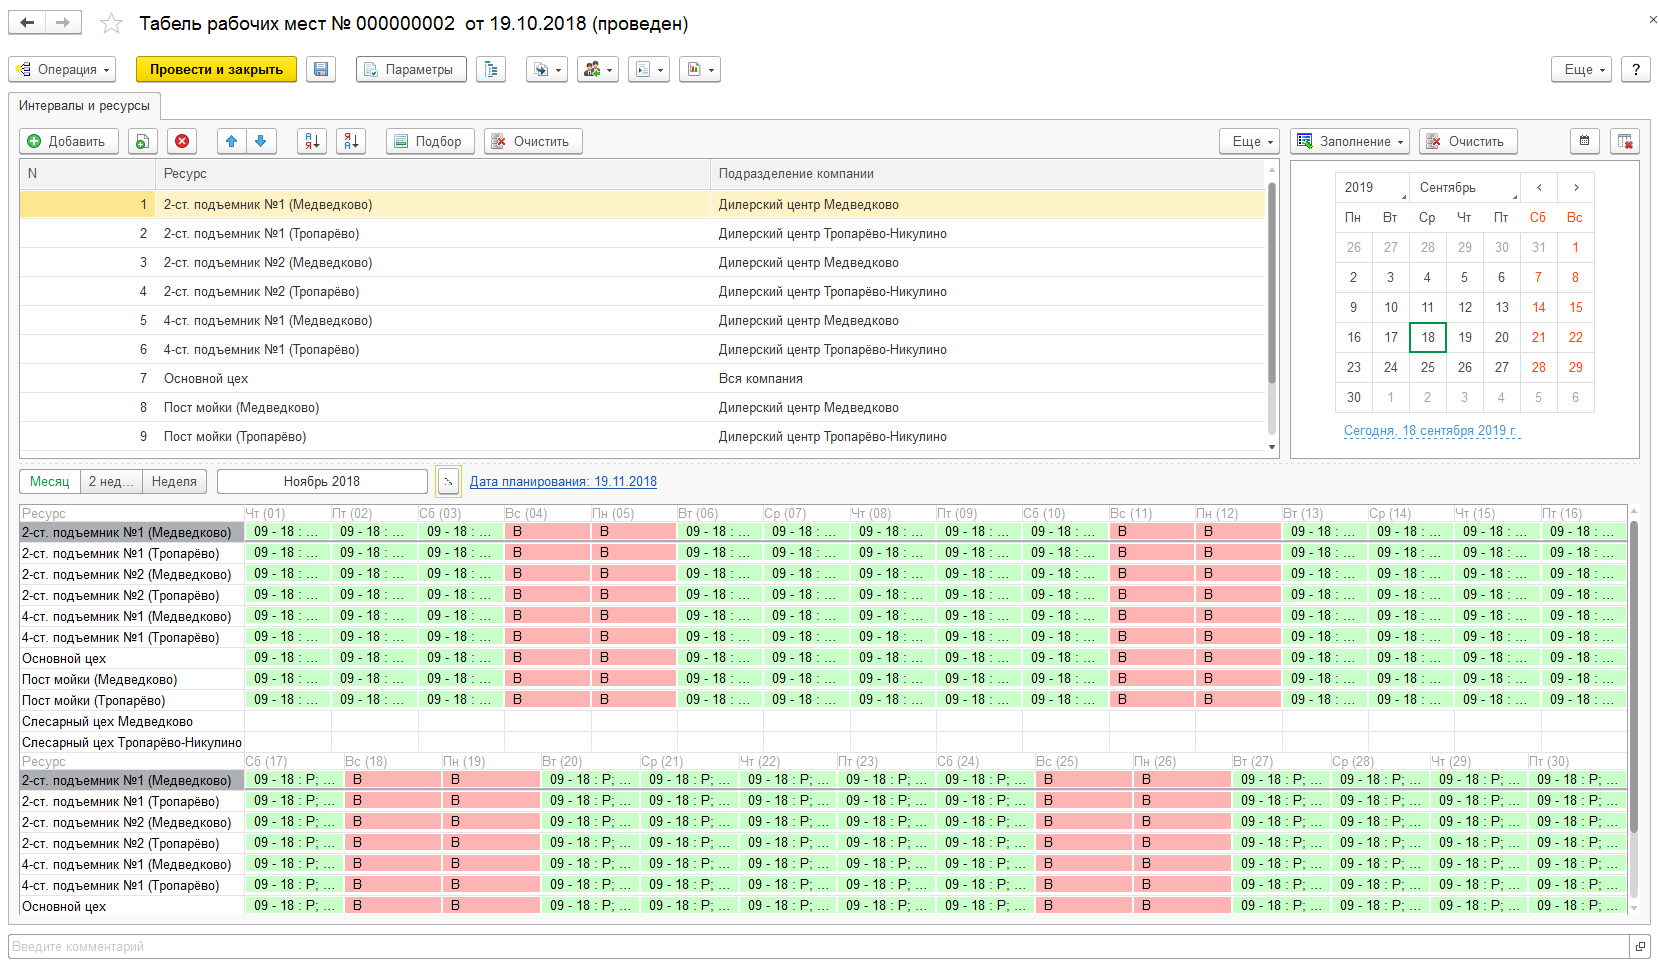 Табель рабочих мест № 000000002 от 19.10.2018 (проведен)
Операция Провести и закрыть Параметры Еще ?
Интервалы и ресурсы
Добавить Подбор Очистить Еще Заполнение Очистить
N Ресурс Подразделение компании
1 2-ст. подъемник №1 (Медведково) Дилерский центр Медведково
2 2-ст. подъемник №1 (Тропарёво) Дилерский центр Тропарёво-Никулино
3 2-ст. подъемник №2 (Медведково) Дилерский центр Медведково
4 2-ст. подъемник №2 (Тропарёво) Дилерский центр Тропарёво-Никулино
5 4-ст. подъемник №1 (Медведково) Дилерский центр Медведково
6 4-ст. подъемник №1 (Тропарёво) Дилерский центр Тропарёво-Никулино
7 Основной цех Вся компания
8 Пост мойки (Медведково) Дилерский центр Медведково
9 Пост мойки (Тропарёво) Дилерский центр Тропарёво-Никулино
2019 Сентябрь
Пн Вт Ср Чт Пт Сб Вс
26 27 28 29 30 31 1
2 3 4 5 6 7 8
9 10 11 12 13 14 15
16 17 18 19 20 21 22
23 24 25 26 27 28 29
30 1 2 3 4 5 6
Сегодня, 18 сентября 2019 г.
Месяц 2 нед... Неделя Ноябрь 2018 Дата планирования: 19.11.2018
Ресурс Чт (01) Пт (02) Сб (03) Вс (04) Пн (05) Вт (06) Ср (07) Чт (08) Пт (09) Сб (10) Вс (11) Пн (12) Вт (13) Ср (14) Чт (15) Пт (16)
2-ст. подъемник №1 (Медведково) 09 - 18 : ... 09 - 18 : ... 09 - 18 : ... В В 09 - 18 : ... 09 - 18 : ... 09 - 18 : ... 09 - 18 : ... 09 - 18 : ... В В 09 - 18 : ... 09 - 18 : ... 09 - 18 : ... 09 - 18 : ...
2-ст. подъемник №1 (Тропарёво) 09 - 18 : ... 09 - 18 : ... 09 - 18 : ... В В 09 - 18 : ... 09 - 18 : ... 09 - 18 : ... 09 - 18 : ... 09 - 18 : ... В В 09 - 18 : ... 09 - 18 : ... 09 - 18 : ... 09 - 18 : ...
2-ст. подъемник №2 (Медведково) 09 - 18 : ... 09 - 18 : ... 09 - 18 : ... В В 09 - 18 : ... 09 - 18 : ... 09 - 18 : ... 09 - 18 : ... 09 - 18 : ... В В 09 - 18 : ... 09 - 18 : ... 09 - 18 : ... 09 - 18 : ...
2-ст. подъемник №2 (Тропарёво) 09 - 18 : ... 09 - 18 : ... 09 - 18 : ... В В 09 - 18 : ... 09 - 18 : ... 09 - 18 : ... 09 - 18 : ... 09 - 18 : ... В В 09 - 18 : ... 09 - 18 : ... 09 - 18 : ... 09 - 18 : ...
4-ст. подъемник №1 (Медведково) 09 - 18 : ... 09 - 18 : ... 09 - 18 : ... В В 09 - 18 : ... 09 - 18 : ... 09 - 18 : ... 09 - 18 : ... 09 - 18 : ... В В 09 - 18 : ... 09 - 18 : ... 09 - 18 : ... 09 - 18 : ...
4-ст. подъемник №1 (Тропарёво) 09 - 18 : ... 09 - 18 : ... 09 - 18 : ... В В 09 - 18 : ... 09 - 18 : ... 09 - 18 : ... 09 - 18 : ... 09 - 18 : ... В В 09 - 18 : ... 09 - 18 : ... 09 - 18 : ... 09 - 18 : ...
Основной цех 09 - 18 : ... 09 - 18 : ... 09 - 18 : ... В В 09 - 18 : ... 09 - 18 : ... 09 - 18 : ... 09 - 18 : ... 09 - 18 : ... В В 09 - 18 : ... 09 - 18 : ... 09 - 18 : ... 09 - 18 : ...
Пост мойки (Медведково) 09 - 18 : ... 09 - 18 : ... 09 - 18 : ... В В 09 - 18 : ... 09 - 18 : ... 09 - 18 : ... 09 - 18 : ... 09 - 18 : ... В В 09 - 18 : ... 09 - 18 : ... 09 - 18 : ... 09 - 18 : ...
Пост мойки (Тропарёво) 09 - 18 : ... 09 - 18 : ... 09 - 18 : ... В В 09 - 18 : ... 09 - 18 : ... 09 - 18 : ... 09 - 18 : ... 09 - 18 : ... В В 09 - 18 : ... 09 - 18 : ... 09 - 18 : ... 09 - 18 : ...
Слесарный цех Медведково
Слесарный цех Тропарёво-Никулино
Ресурс Сб (17) Вс (18) Пн (19) Вт (20) Ср (21) Чт (22) Пт (23) Сб (24) Вс (25) Пн (26) Вт (27) Ср (28) Чт (29) Пт (30)
2-ст. подъемник №1 (Медведково) 09 - 18 : Р; ... В В 09 - 18 : Р; ... 09 - 18 : Р; ... 09 - 18 : Р; ... 09 - 18 : Р; ... 09 - 18 : Р; ... В В 09 - 18 : Р; ... 09 - 18 : Р; ... 09 - 18 : Р; ... 09 - 18 : Р; ...
2-ст. подъемник №1 (Тропарёво) 09 - 18 : Р; ... В В 09 - 18 : Р; ... 09 - 18 : Р; ... 09 - 18 : Р; ... 09 - 18 : Р; ... 09 - 18 : Р; ... В В 09 - 18 : Р; ... 09 - 18 : Р; ... 09 - 18 : Р; ... 09 - 18 : Р; ...
2-ст. подъемник №2 (Медведково) 09 - 18 : Р; ... В В 09 - 18 : Р; ... 09 - 18 : Р; ... 09 - 18 : Р; ... 09 - 18 : Р; ... 09 - 18 : Р; ... В В 09 - 18 : Р; ... 09 - 18 : Р; ... 09 - 18 : Р; ... 09 - 18 : Р; ...
2-ст. подъемник №2 (Тропарёво) 09 - 18 : Р; ... В В 09 - 18 : Р; ... 09 - 18 : Р; ... 09 - 18 : Р; ... 09 - 18 : Р; ... 09 - 18 : Р; ... В В 09 - 18 : Р; ... 09 - 18 : Р; ... 09 - 18 : Р; ... 09 - 18 : Р; ...
4-ст. подъемник №1 (Медведково) 09 - 18 : Р; ... В В 09 - 18 : Р; ... 09 - 18 : Р; ... 09 - 18 : Р; ... 09 - 18 : Р; ... 09 - 18 : Р; ... В В 09 - 18 : Р; ... 09 - 18 : Р; ... 09 - 18 : Р; ... 09 - 18 : Р; ...
4-ст. подъемник №1 (Тропарёво) 09 - 18 : Р; ... В В 09 - 18 : Р; ... 09 - 18 : Р; ... 09 - 18 : Р; ... 09 - 18 : Р; ... 09 - 18 : Р; ... В В 09 - 18 : Р; ... 09 - 18 : Р; ... 09 - 18 : Р; ... 09 - 18 : Р; ...
Основной цех 09 - 18 : Р; ... В В 09 - 18 : Р; ... 09 - 18 : Р; ... 09 - 18 : Р; ... 09 - 18 : Р; ... 09 - 18 : Р; ... В В 09 - 18 : Р; ... 09 - 18 : Р; ... 09 - 18 : Р; ... 09 - 18 : Р; ...
Введите комментарий